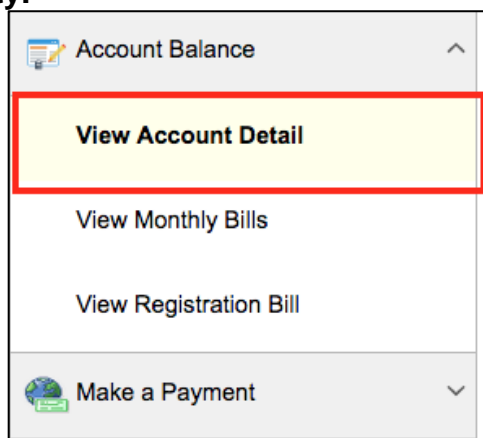 Account Balance
View Account Detail
View Monthly Bills
View Registration Bill
Make a Payment